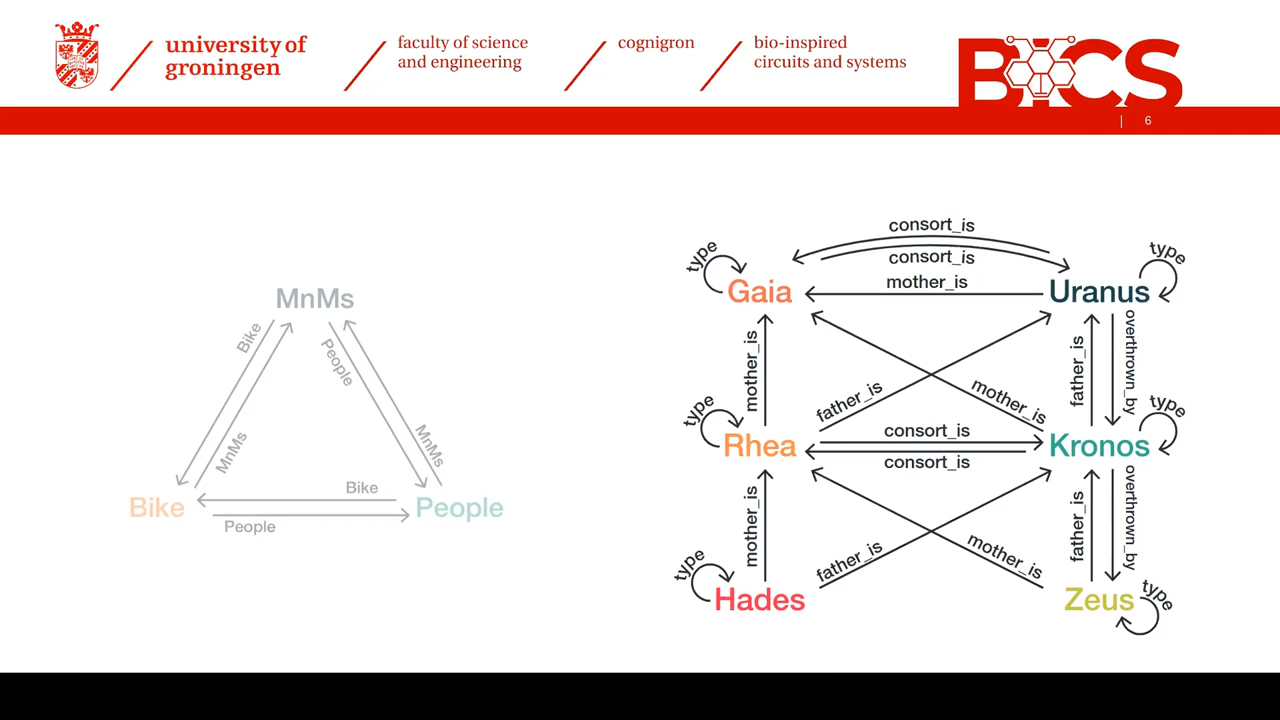 university of
groningen
faculty of science
and engineering
cognigron
bio-inspired
circuits and systems
BICS
| 6
MnMs
Bike
People
MnMs
MnMs
Bike
Bike
People
People
consort_is
consort_is
type
type
Gaia
mother_is
Uranus
mother_is
father_is
mother_is
father_is
overthrown_by
type
type
Rhea
consort_is
consort_is
Kronos
mother_is
father_is
mother_is
father_is
overthrown_by
type
type
Hades
Zeus